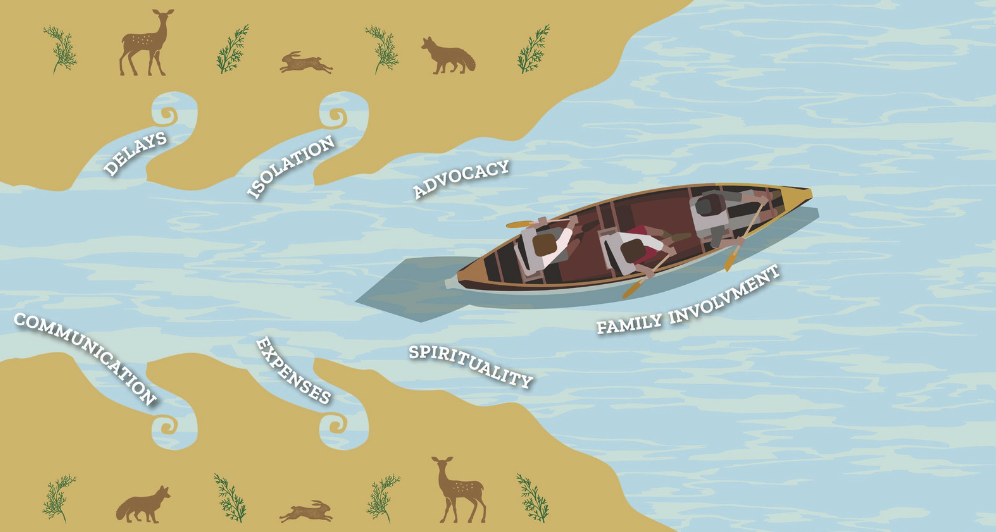 DELAYS
ISOLATION
ADVOCACY
COMMUNICATION
EXPENSES
SPIRITUALITY
FAMILY INVOLVMENT